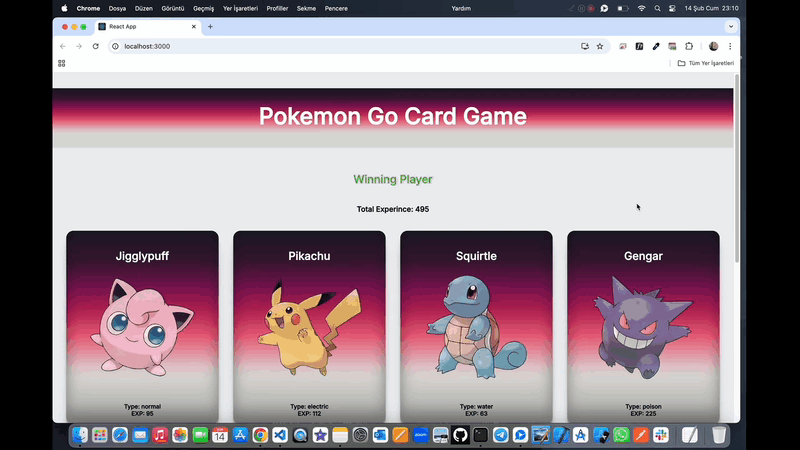 Chrome Dosya Düzen Görüntü Geçmiş Yer İşaretleri Profiller Sekme Pencere Yardım 14 Şub Cum 23:10
React App
localhost:3000
Tüm Yer İşaretleri
Pokemon Go Card Game
Winning Player
Total Experince: 495
Jigglypuff Pikachu Squirtle Gengar
Type: normal Type: electric Type: water Type: poison
EXP: 95 EXP: 112 EXP: 63 EXP: 225
14
zoom